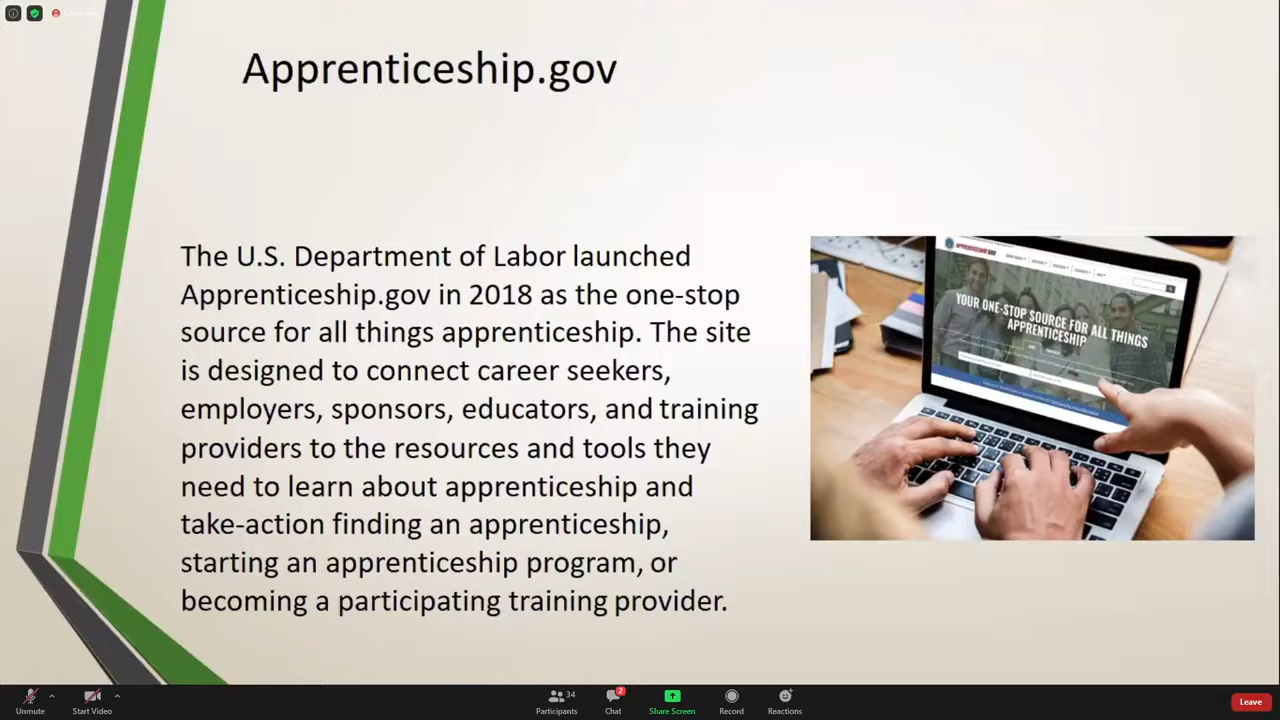 Apprenticeship.gov
The U.S. Department of Labor launched
Apprenticeship.gov in 2018 as the one-stop
source for all things apprenticeship. The site
is designed to connect career seekers,
employers, sponsors, educators, and training
providers to the resources and tools they
need to learn about apprenticeship and
take-action finding an apprenticeship,
starting an apprenticeship program, or
becoming a participating training provider.
APPRENTICESHIP.GOV
YOUR ONE-STOP SOURCE FOR ALL THINGS
APPRENTICESHIP
Unmute
Start Video
34
Participants
2
Chat
Share Screen
Record
Reactions
Leave